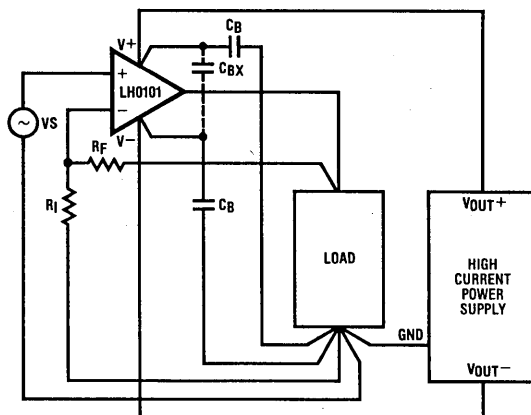 V+
CB
+
CBX
LH0101
−
VS
V−
RF
RI
CB
VOUT+
LOAD
HIGH
CURRENT
POWER
SUPPLY
GND
VOUT−